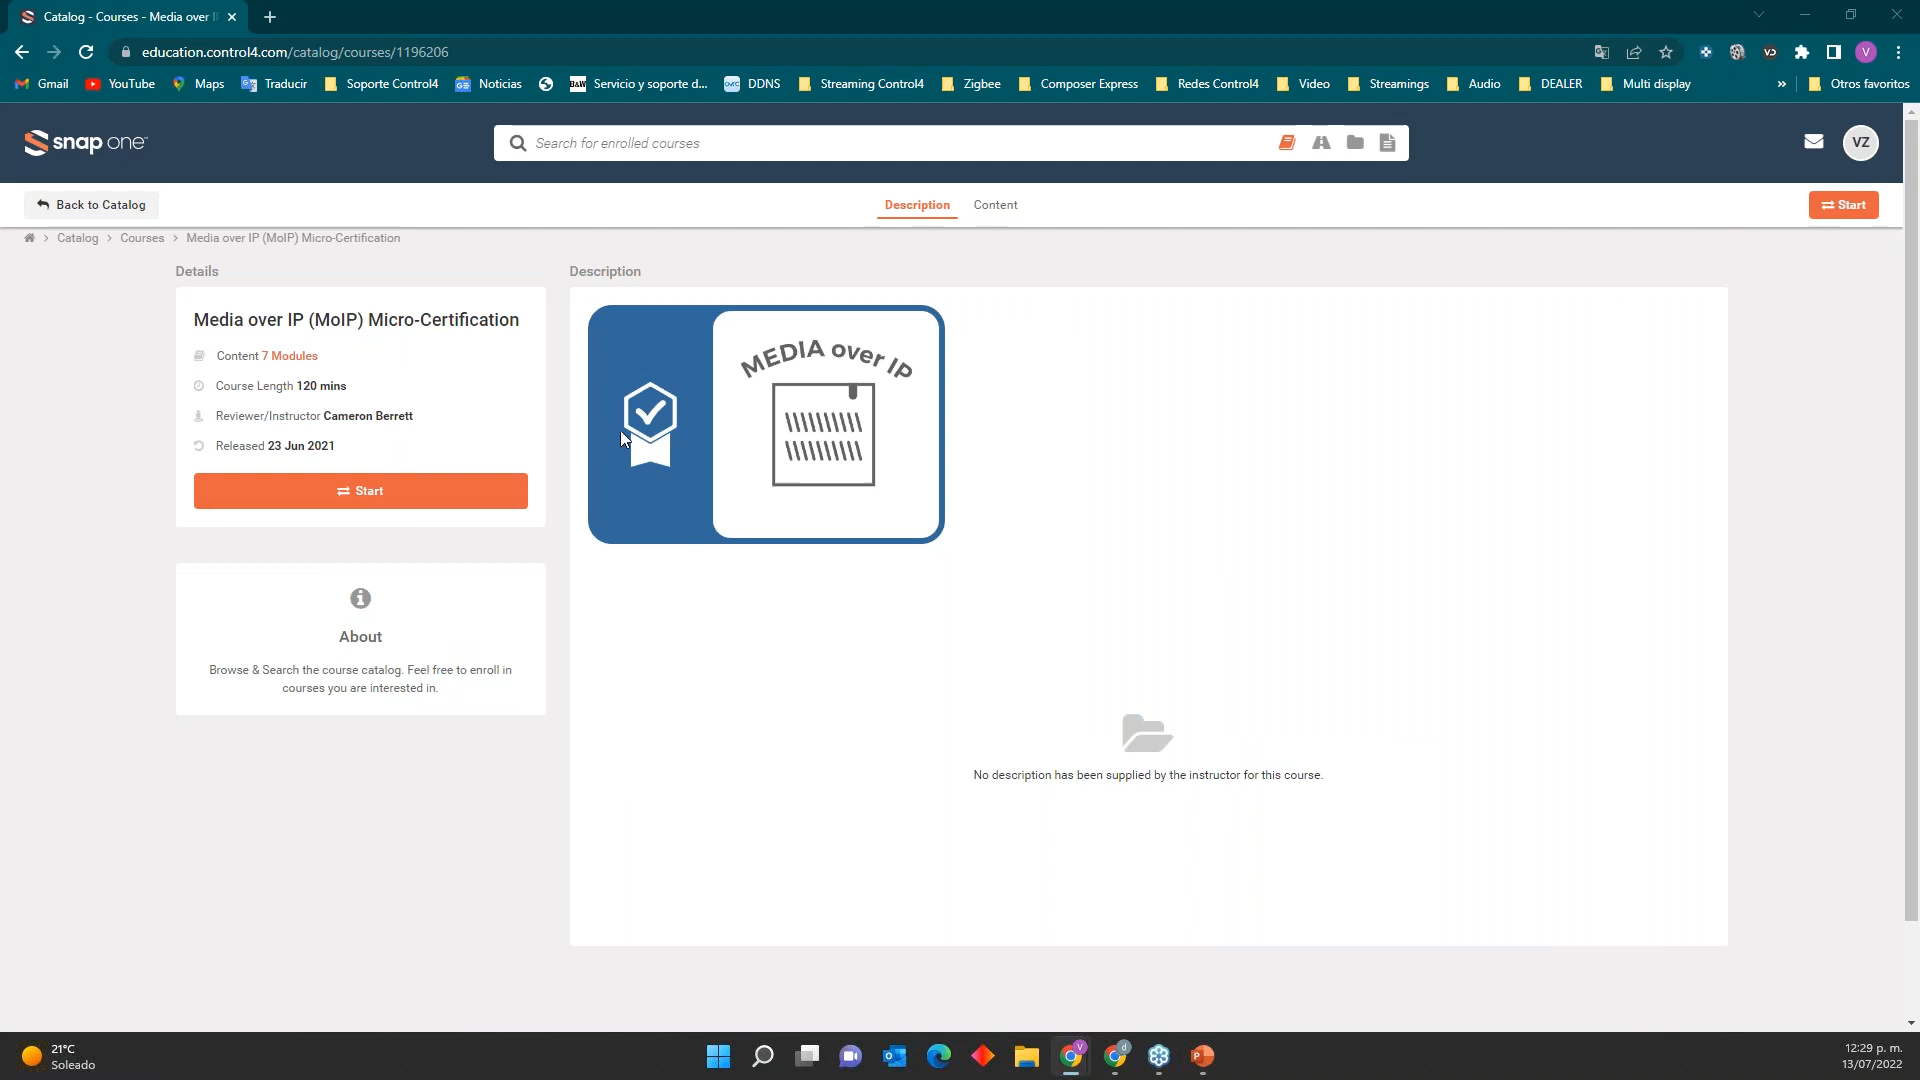 Catalog - Courses - Media over I
education.control4.com/catalog/courses/1196206
V
Gmail YouTube Maps Traducir Soporte Control4 Noticias B&W Servicio y soporte d... DDNS Streaming Control4 Zigbee Composer Express Redes Control4 Video Streamings Audio DEALER Multi display » Otros favoritos
snap one
Search for enrolled courses
VZ
Back to Catalog
Description
Content
Start
Catalog > Courses > Media over IP (MoIP) Micro-Certification
Details
Media over IP (MoIP) Micro-Certification
Content 7 Modules
Course Length 120 mins
Reviewer/Instructor Cameron Berrett
Released 23 Jun 2021
Start
About
Browse & Search the course catalog. Feel free to enroll in
courses you are interested in.
Description
MEDIA over IP
No description has been supplied by the instructor for this course.
21°C
Soleado
12:29 p. m.
13/07/2022